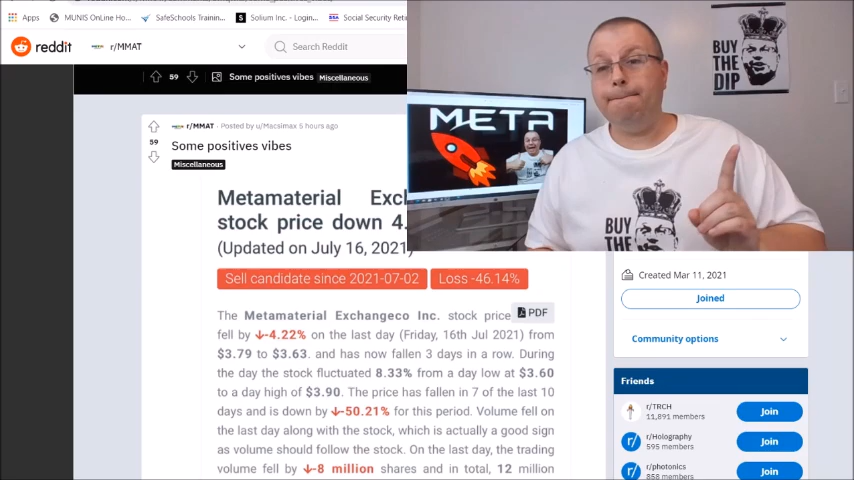 Apps
MUNIS OnLine Ho...
SafeSchools Trainin...
Solium Inc. - Login...
Social Security Reti
reddit
r/MMAT
Search Reddit
59
Some positives vibes
Miscellaneous
r/MMAT · Posted by u/Macsimax 5 hours ago
59
Some positives vibes
Miscellaneous
Metamaterial Exc
stock price down 4.
(Updated on July 16, 2021)
Sell candidate since 2021-07-02
Loss -46.14%
PDF
The Metamaterial Exchangeco Inc. stock price
fell by -4.22% on the last day (Friday, 16th Jul 2021) from
$3.79 to $3.63. and has now fallen 3 days in a row. During
the day the stock fluctuated 8.33% from a day low at $3.60
to a day high of $3.90. The price has fallen in 7 of the last 10
days and is down by -50.21% for this period. Volume fell on
the last day along with the stock, which is actually a good sign
as volume should follow the stock. On the last day, the trading
volume fell by -8 million shares and in total, 12 million
META
BUY
THE
DIP
BUY
THE
Created Mar 11, 2021
Joined
Community options
Friends
r/TRCH
11,891 members
Join
r/Holography
595 members
Join
r/photonics
858 members
Join